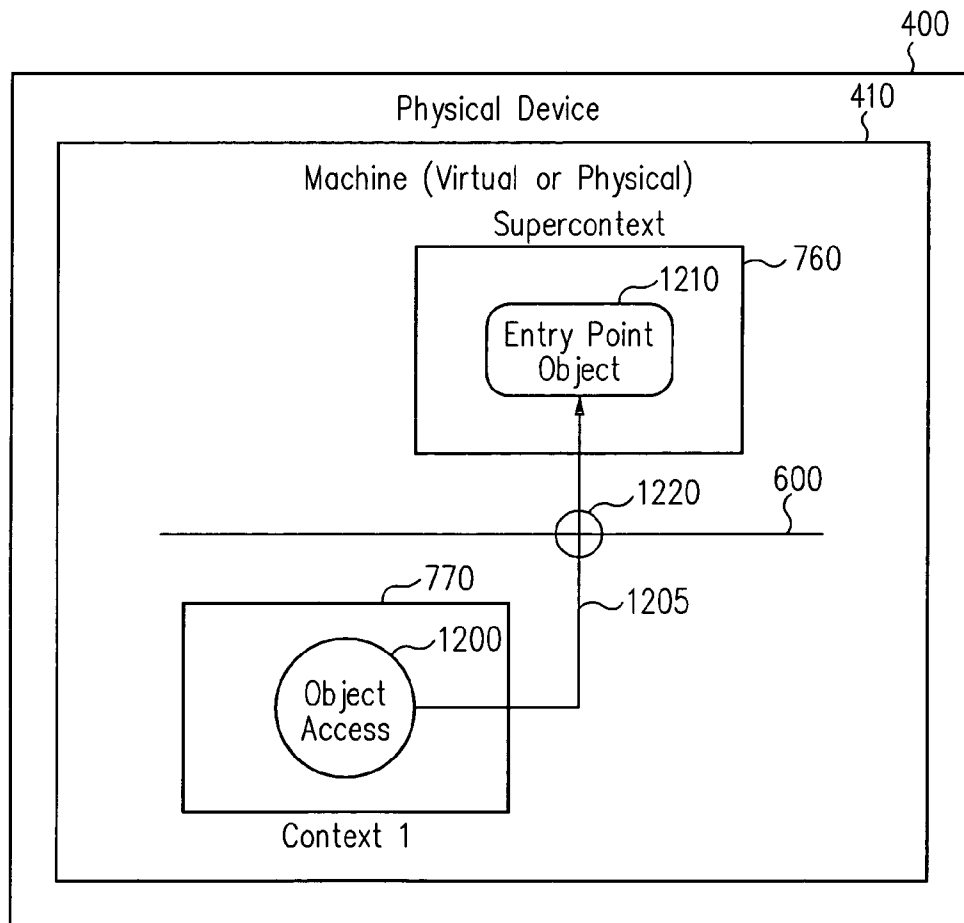 400
Physical Device
410
Machine (Virtual or Physical)
Supercontext
760
1210
Entry Point
Object
1220
600
770
1205
1200
Object
Access
Context 1